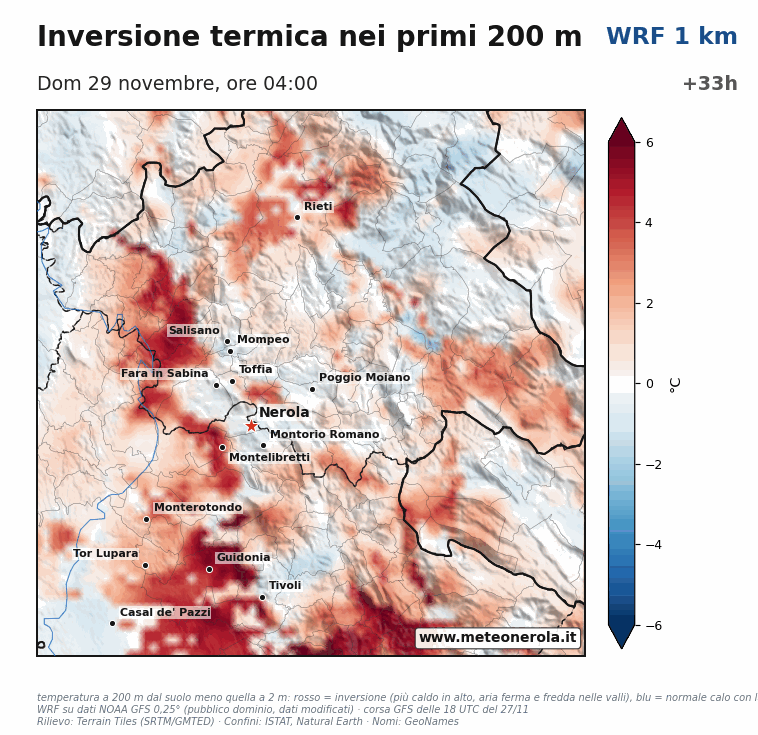 Inversione termica nei primi 200 m WRF 1 km
Dom 29 novembre, ore 04:00 +33h
Rieti
Salisano
Mompeo
Toffia
Fara in Sabina
Poggio Moiano
Nerola
Montorio Romano
Montelibretti
Monterotondo
Tor Lupara
Guidonia
Tivoli
Casal de' Pazzi
www.meteonerola.it
6
4
2
0
−2
−4
−6
°C
temperatura a 200 m dal suolo meno quella a 2 m: rosso = inversione (più caldo in alto, aria ferma e fredda nelle valli), blu = normale calo con l
WRF su dati NOAA GFS 0,25° (pubblico dominio, dati modificati) · corsa GFS delle 18 UTC del 27/11
Rilievo: Terrain Tiles (SRTM/GMTED) · Confini: ISTAT, Natural Earth · Nomi: GeoNames